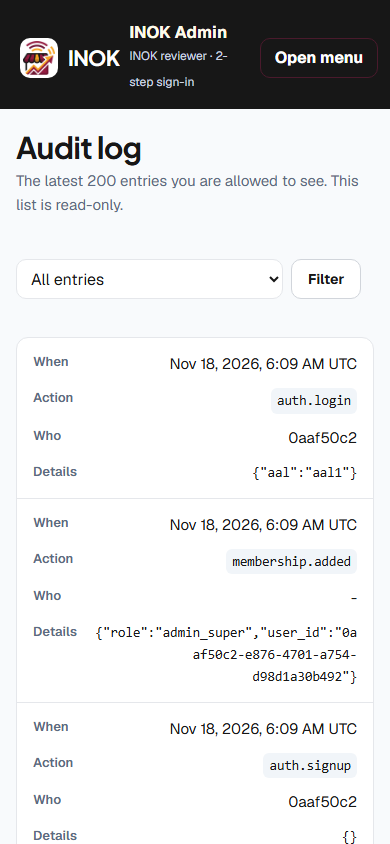 INOK
INOK Admin
INOK reviewer · 2-
step sign-in
Open menu
Audit log
The latest 200 entries you are allowed to see. This
list is read-only.
All entries
Filter
When
Nov 18, 2026, 6:09 AM UTC
Action
auth.login
Who
0aaf50c2
Details
{"aal":"aal1"}
When
Nov 18, 2026, 6:09 AM UTC
Action
membership.added
Who
-
Details
{"role":"admin_super","user_id":"0a
af50c2-e876-4701-a754-
d98d1a30b492"}
When
Nov 18, 2026, 6:09 AM UTC
Action
auth.signup
Who
0aaf50c2
Details
{}